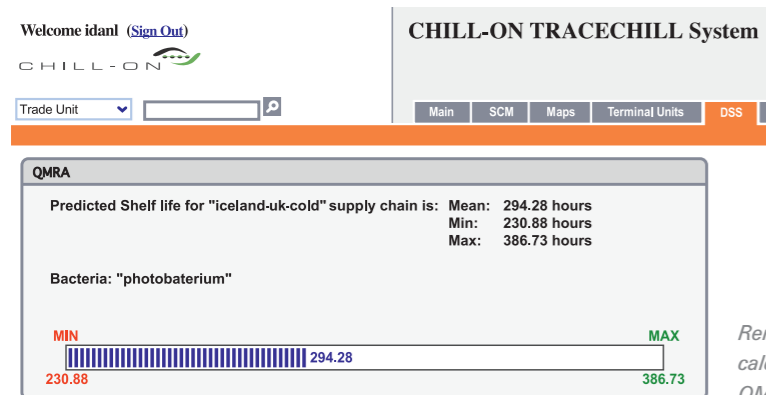 Welcome idanl (Sign Out)
CHILL-ON TRACECHILL System
CHILL-ON
Trade Unit
Main SCM Maps Terminal Units DSS
QMRA
Predicted Shelf life for "iceland-uk-cold" supply chain is: Mean: 294.28 hours
Min: 230.88 hours
Max: 386.73 hours
Bacteria: "photobaterium"
MIN MAX
294.28
230.88 386.73